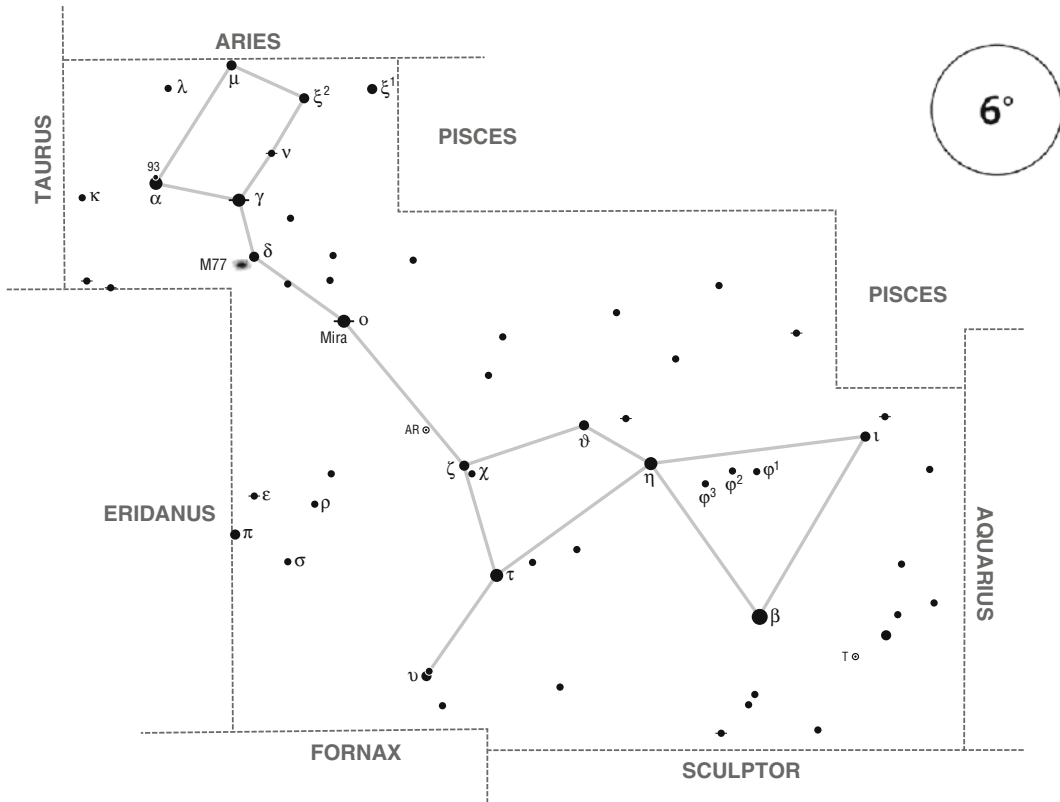 ARIES
μ
λ
ξ²
ξ¹
6°
PISCES
TAURUS
93
α
ν
κ
γ
δ
M77
PISCES
ο
Mira
AR
ϑ
ι
ζ
χ
η
φ³
φ²
φ¹
ε
ρ
ERIDANUS
π
AQUARIUS
σ
τ
β
T
υ
FORNAX
SCULPTOR